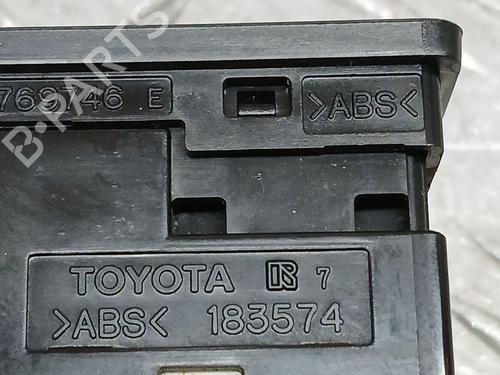 769746 E
>ABS<
TOYOTA R 7
>ABS< 183574
B-PARTS